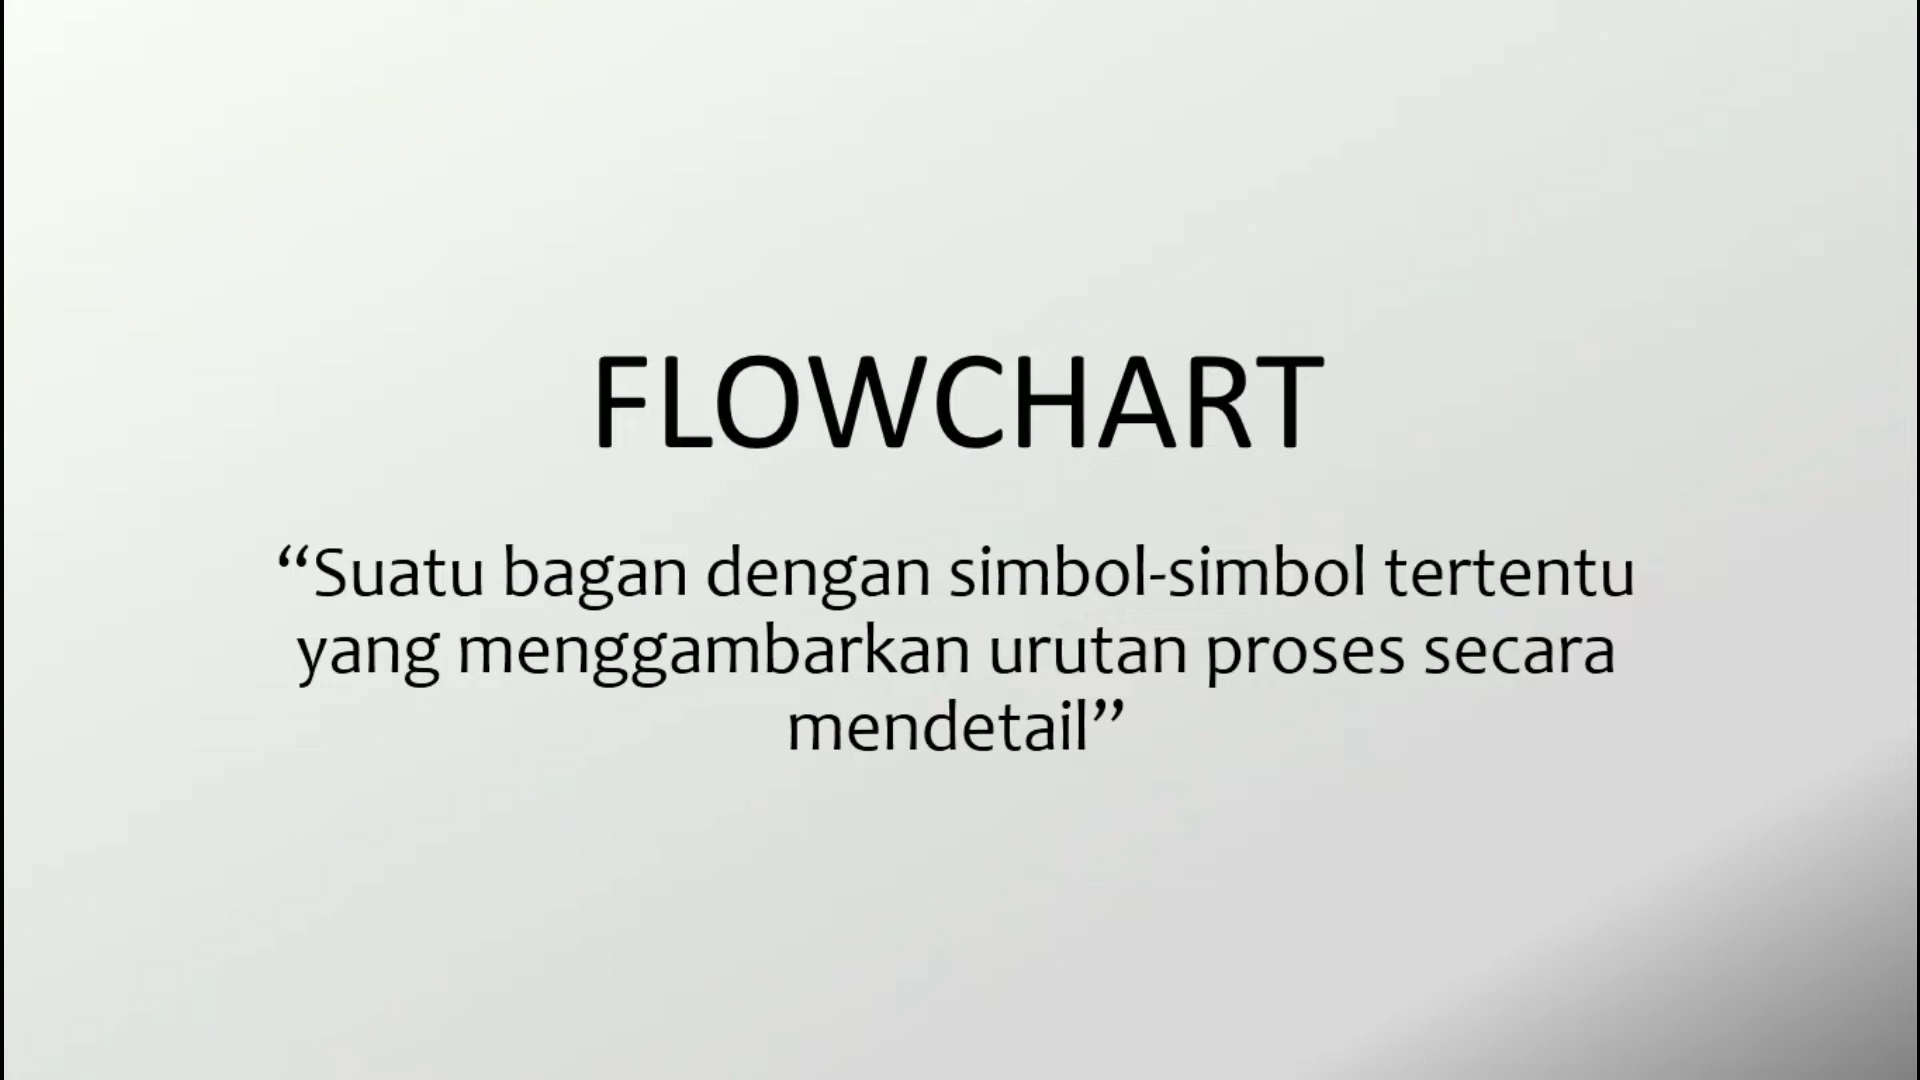 FLOWCHART
“Suatu bagan dengan simbol-simbol tertentu
yang menggambarkan urutan proses secara
mendetail”